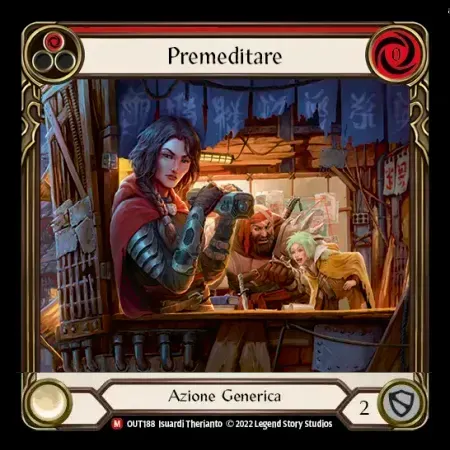 0
Premeditare
Azione Generica
2
M OUT188 Isuardi Therianto © 2022 Legend Story Studios